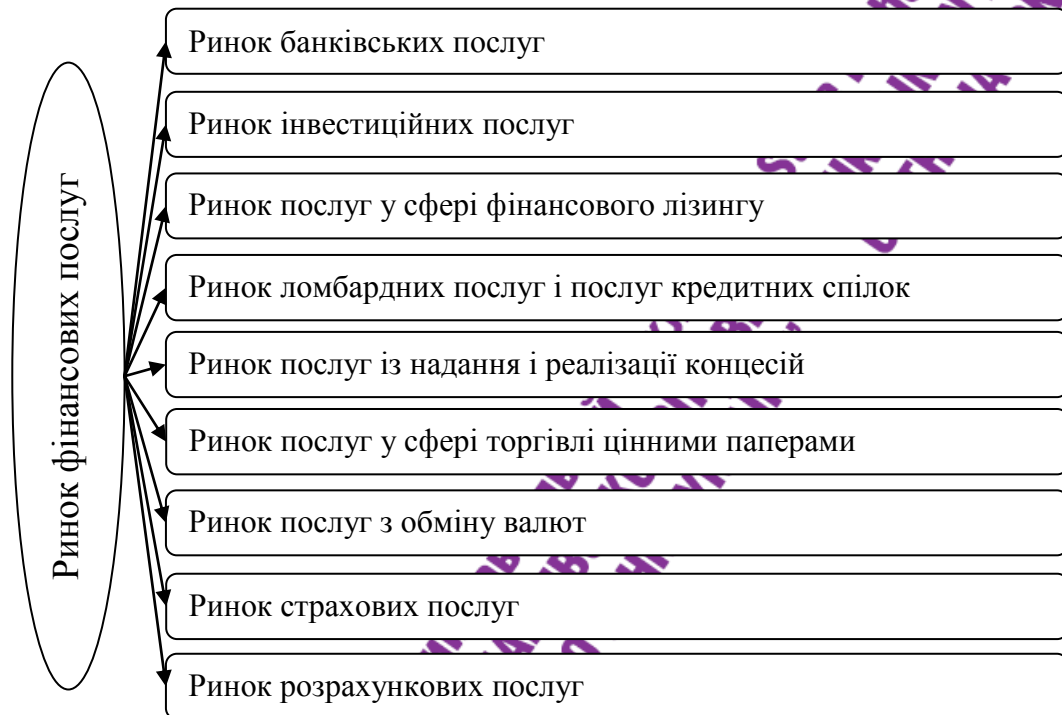 Ринок фінансових послуг
Ринок банківських послуг
Ринок інвестиційних послуг
Ринок послуг у сфері фінансового лізингу
Ринок ломбардних послуг і послуг кредитних спілок
Ринок послуг із надання і реалізації концесій
Ринок послуг у сфері торгівлі цінними паперами
Ринок послуг з обміну валют
Ринок страхових послуг
Ринок розрахункових послуг